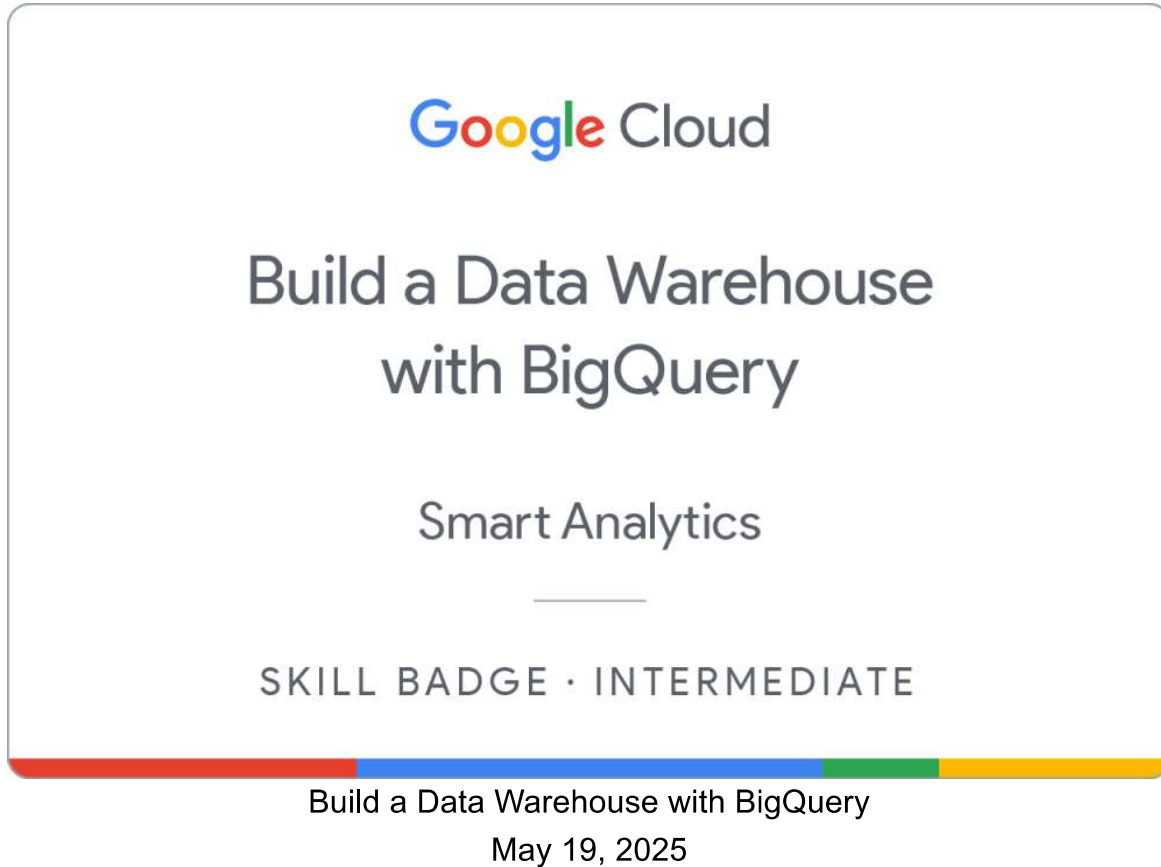 Google Cloud
Build a Data Warehouse
with BigQuery
Smart Analytics
SKILL BADGE · INTERMEDIATE
Build a Data Warehouse with BigQuery
May 19, 2025